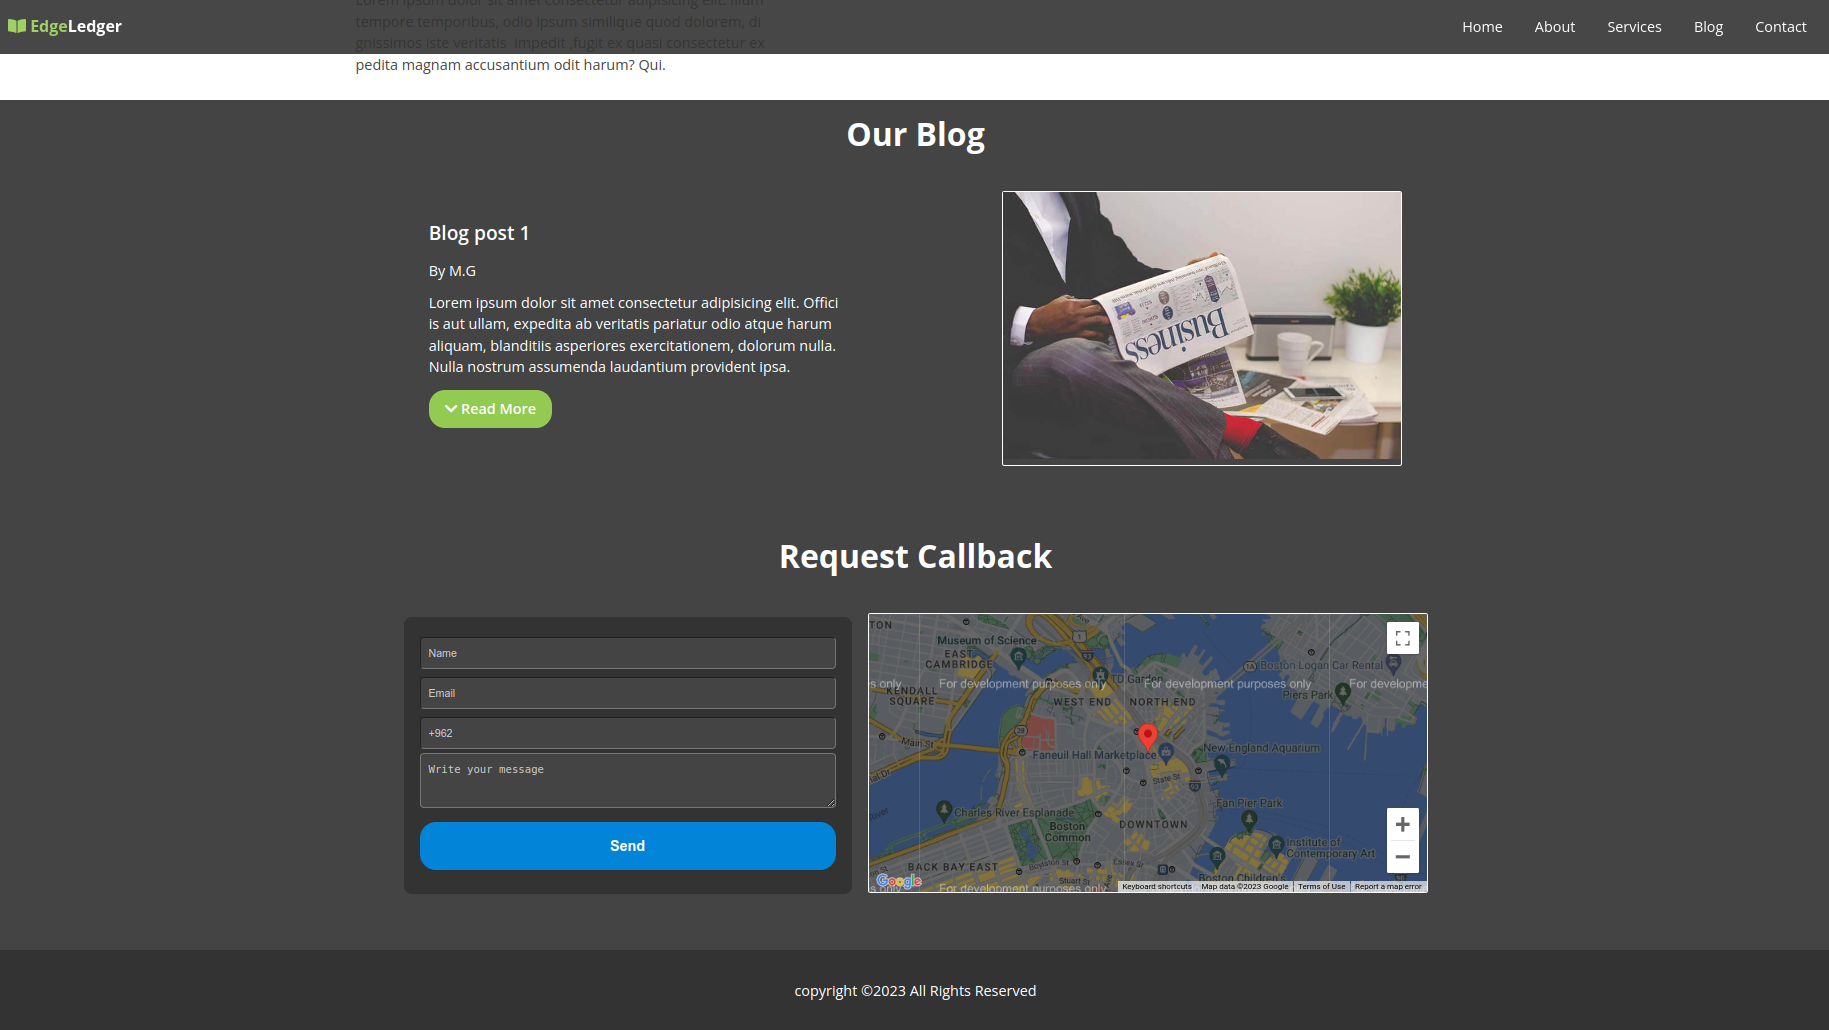 Lorem ipsum dolor sit amet consectetur adipisicing elit. Illum
EdgeLedger
Home About Services Blog Contact
tempore temporibus, odio ipsum similique quod dolorem, di
gnissimos iste veritatis impedit ,fugit ex quasi consectetur ex
pedita magnam accusantium odit harum? Qui.
Our Blog
Blog post 1
By M.G
Lorem ipsum dolor sit amet consectetur adipisicing elit. Offici
is aut ullam, expedita ab veritatis pariatur odio atque harum
aliquam, blanditiis asperiores exercitationem, dolorum nulla.
Nulla nostrum assumenda laudantium provident ipsa.
Read More
Business
Request Callback
Name
Email
+962
Write your message
Send
TON
Museum of Science
1
EAST
CAMBRIDGE
93
1A Boston Logan Car Rental
TD Garden
s only
For development purposes only
For development purposes only
For developme
KENDALL
SQUARE
Piers Park
WEST END
NORTH END
28
Main St
New England Aquarium
Faneuil Hall Marketplace
State St
93
Fan Pier Park
Charles River Esplanade
River
Boston
Common
DOWNTOWN
Institute of
Contemporary Art
BACK BAY EAST
Boylston St
Essex St
Stuart St
Boston Children's
Google
s only
For development purposes only
Keyboard shortcuts
Map data ©2023 Google
Terms of Use
Report a map error
copyright ©2023 All Rights Reserved